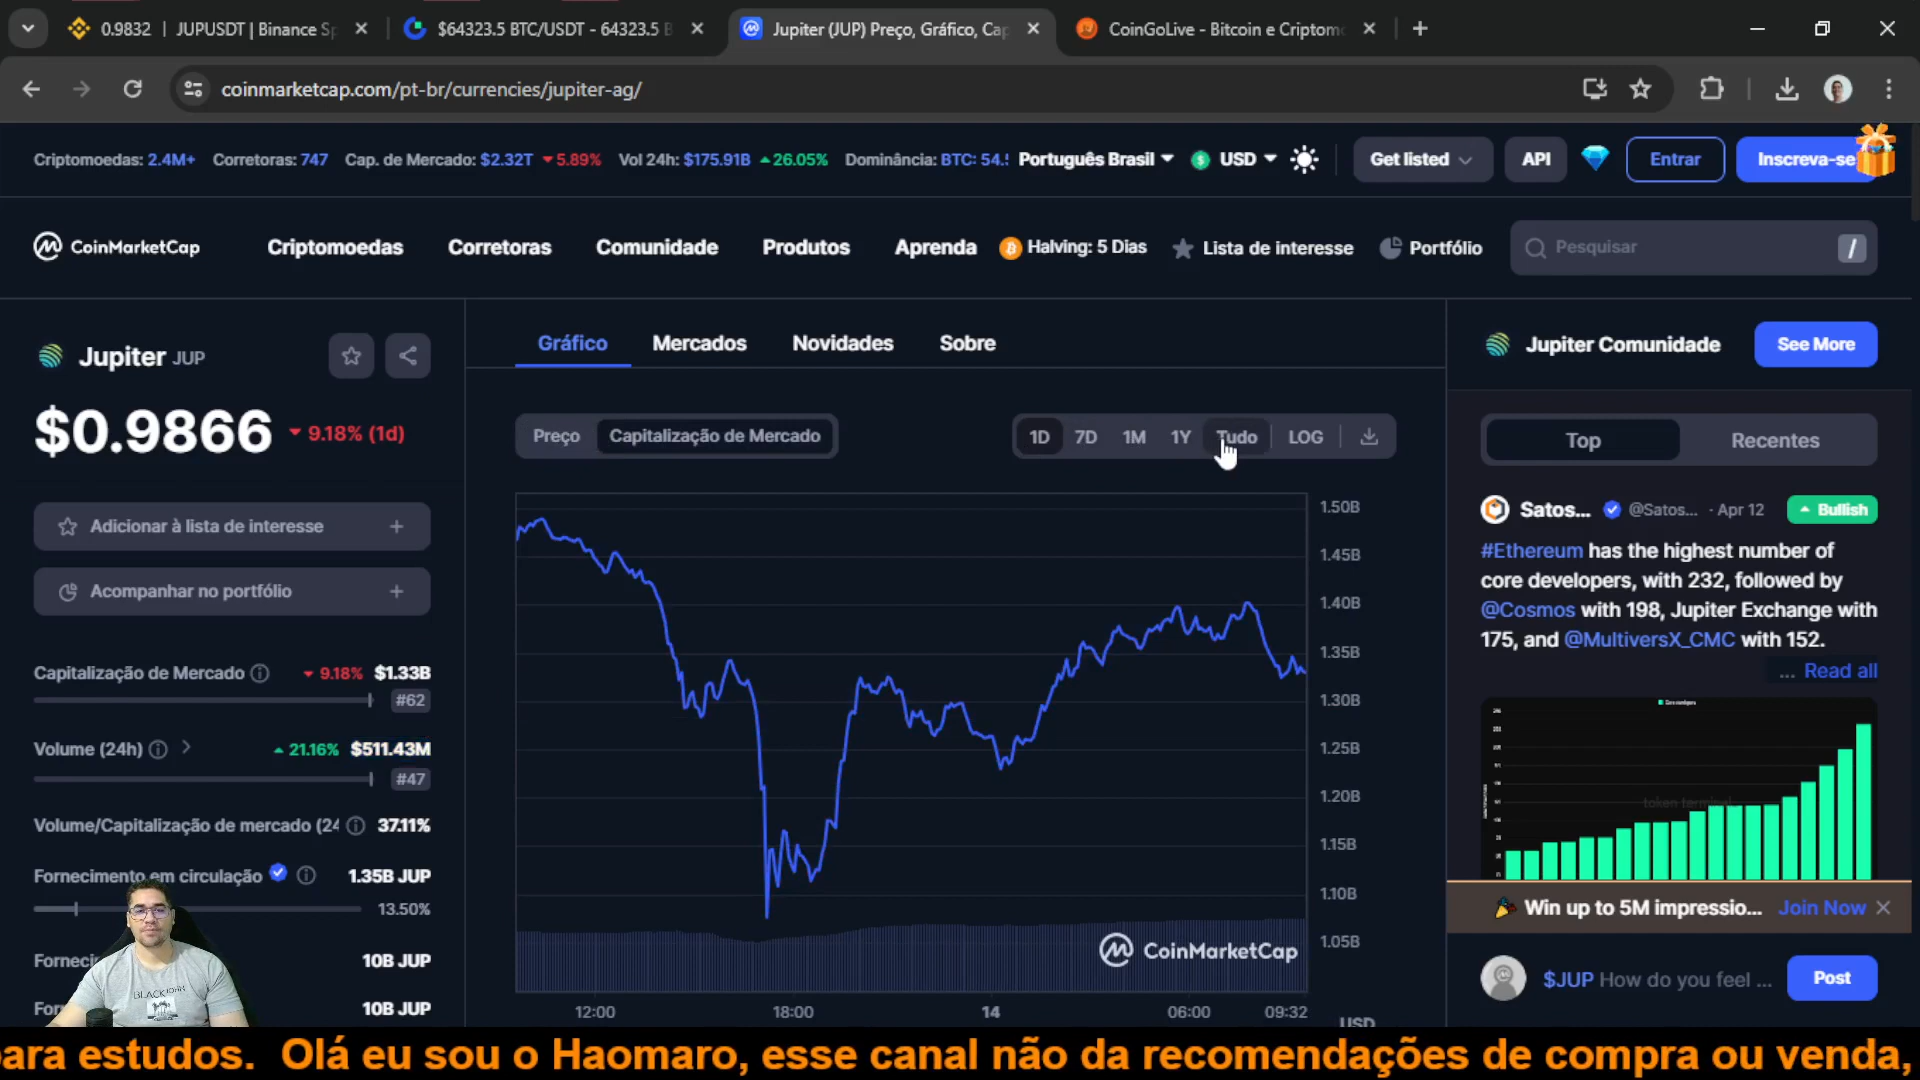 0.9832 | JUPUSDT | Binance Sp
$64323.5 BTC/USDT - 64323.5 B
Jupiter (JUP) Preço, Gráfico, Cap
CoinGoLive - Bitcoin e Criptom
coinmarketcap.com/pt-br/currencies/jupiter-ag/
Criptomoedas: 2.4M+ Corretoras: 747 Cap. de Mercado: $2.32T 5.89% Vol 24h: $175.91B 26.05% Dominância: BTC: 54.5
Português Brasil
USD
Get listed
API
Entrar
Inscreva-se
CoinMarketCap
Criptomoedas
Corretoras
Comunidade
Produtos
Aprenda
Halving: 5 Dias
Lista de interesse
Portfólio
Pesquisar
/
Jupiter JUP
$0.9866 9.18% (1d)
Adicionar à lista de interesse +
Acompanhar no portfólio +
Capitalização de Mercado 9.18% $1.33B
#62
Volume (24h) 21.16% $511.43M
#47
Volume/Capitalização de mercado (24 37.11%
Fornecimento em circulação 1.35B JUP
13.50%
Forneci 10B JUP
For 10B JUP
Gráfico
Mercados
Novidades
Sobre
Preço
Capitalização de Mercado
1D
7D
1M
1Y
Tudo
LOG
1.50B
1.45B
1.40B
1.35B
1.30B
1.25B
1.20B
1.15B
1.10B
1.05B
CoinMarketCap
12:00
18:00
14
06:00
09:32
USD
Jupiter Comunidade
See More
Top
Recentes
Satos... @Satos... · Apr 12 Bullish
#Ethereum has the highest number of
core developers, with 232, followed by
@Cosmos with 198, Jupiter Exchange with
175, and @MultiversX_CMC with 152.
... Read all
Core developers
token terminal
Win up to 5M impressio... Join Now
$JUP How do you feel ...
Post
BLACK
para estudos. Olá eu sou o Haomaro, esse canal não da recomendações de compra ou venda,